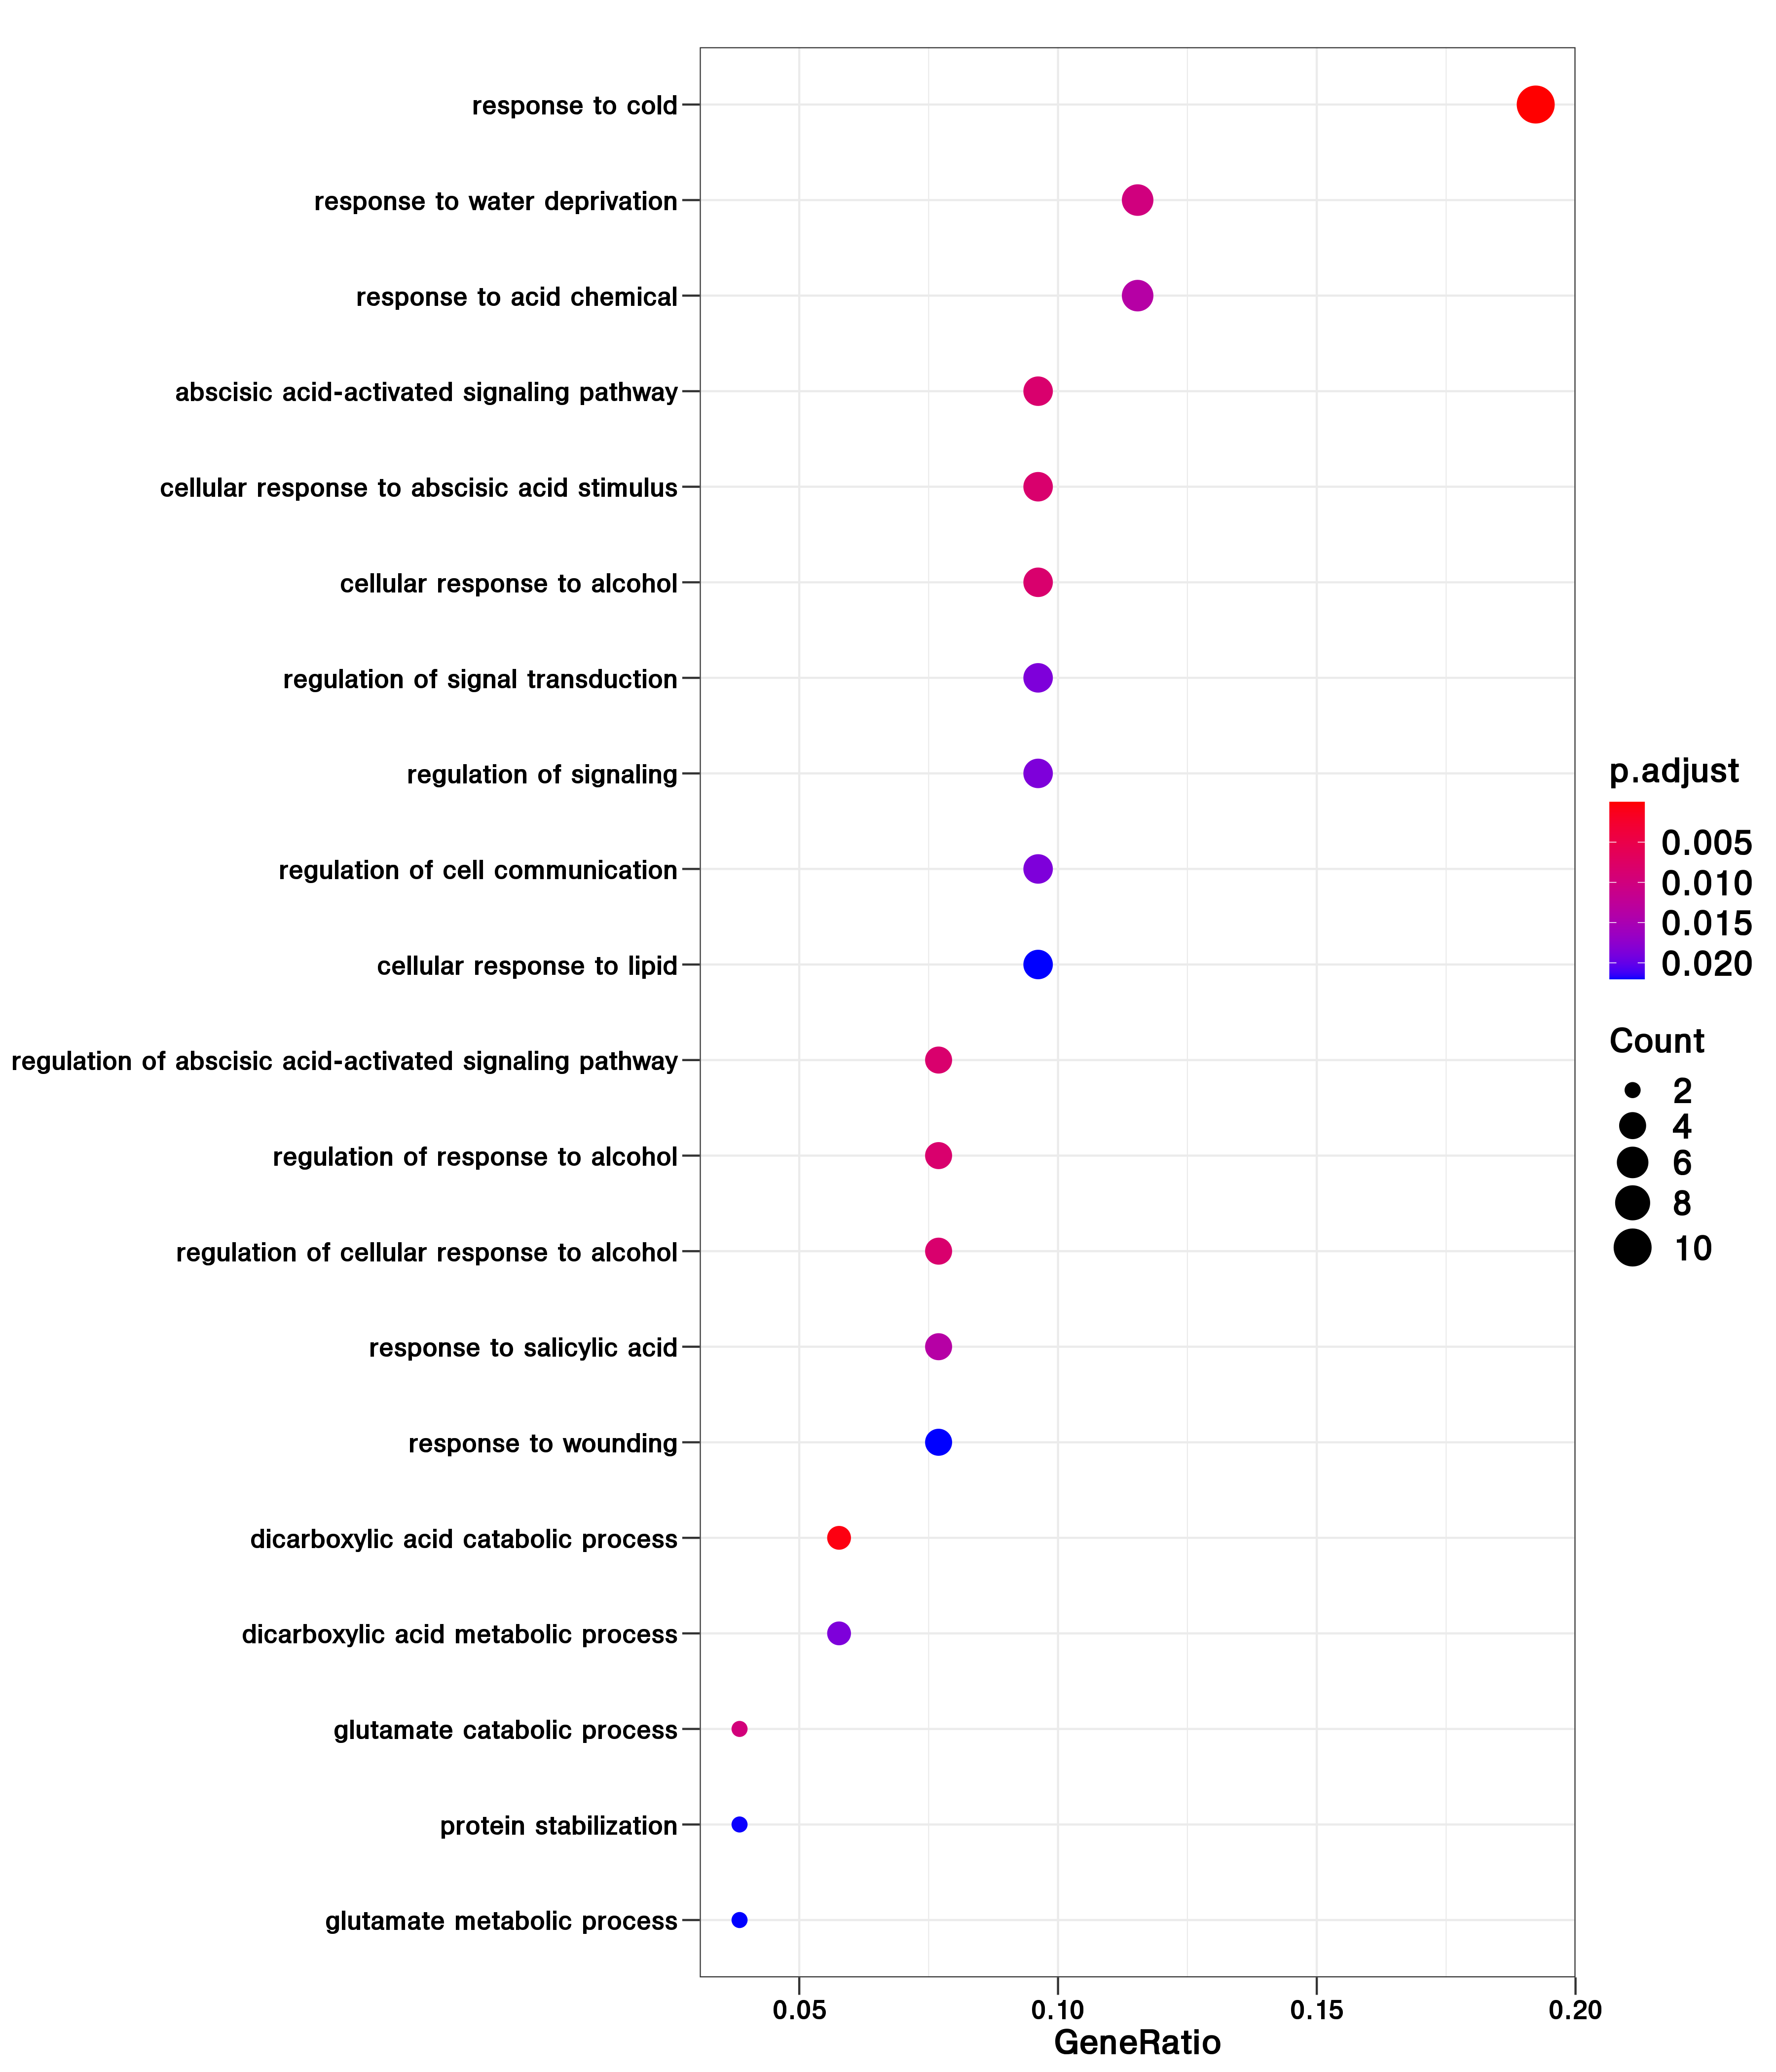 response to cold
response to water deprivation
response to acid chemical
abscisic acid-activated signaling pathway
cellular response to abscisic acid stimulus
cellular response to alcohol
regulation of signal transduction
regulation of signaling
regulation of cell communication
cellular response to lipid
regulation of abscisic acid-activated signaling pathway
regulation of response to alcohol
regulation of cellular response to alcohol
response to salicylic acid
response to wounding
dicarboxylic acid catabolic process
dicarboxylic acid metabolic process
glutamate catabolic process
protein stabilization
glutamate metabolic process
0.05 0.10 0.15 0.20
GeneRatio
p.adjust
0.005
0.010
0.015
0.020
Count
2
4
6
8
10